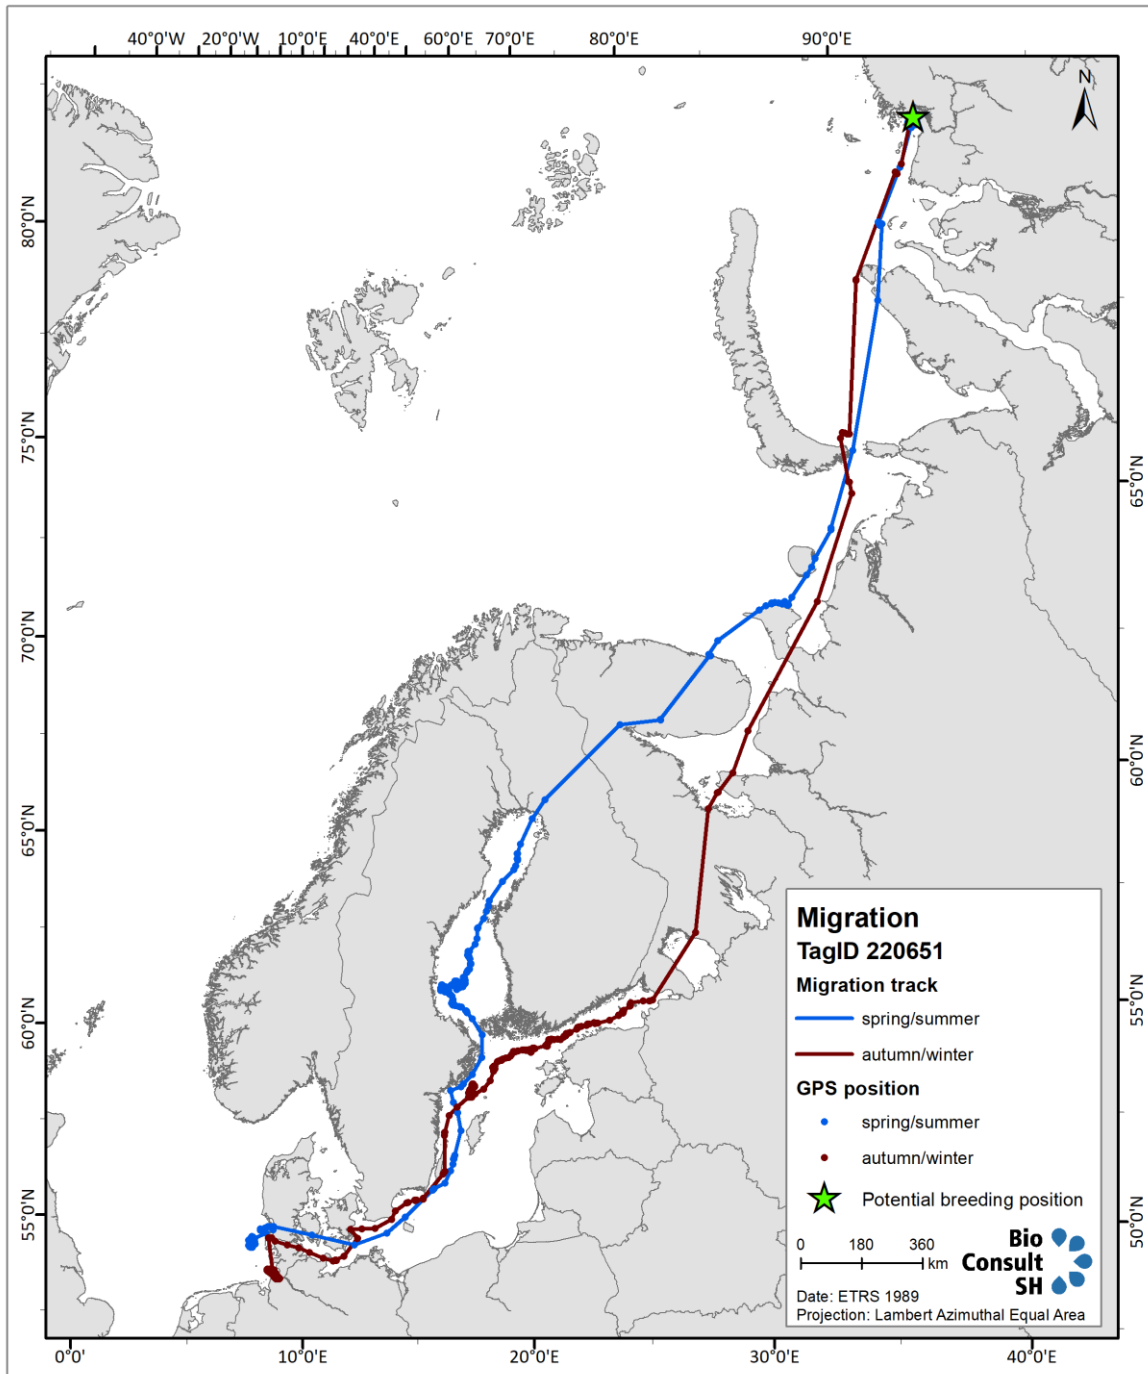 40°0'W 20°0'W 10°0'E 40°0'E 60°0'E 70°0'E 80°0'E 90°0'E
N
80°0'N
75°0'N
65°0'N
70°0'N
60°0'N
65°0'N
Migration
TagID 220651
Migration track
spring/summer
55°0'N
60°0'N
autumn/winter
GPS position
spring/summer
autumn/winter
Potential breeding position
55°0'N
50°0'N
0 180 360
km
Bio
Consult
SH
Date: ETRS 1989
Projection: Lambert Azimuthal Equal Area
0°0' 10°0'E 20°0'E 30°0'E 40°0'E